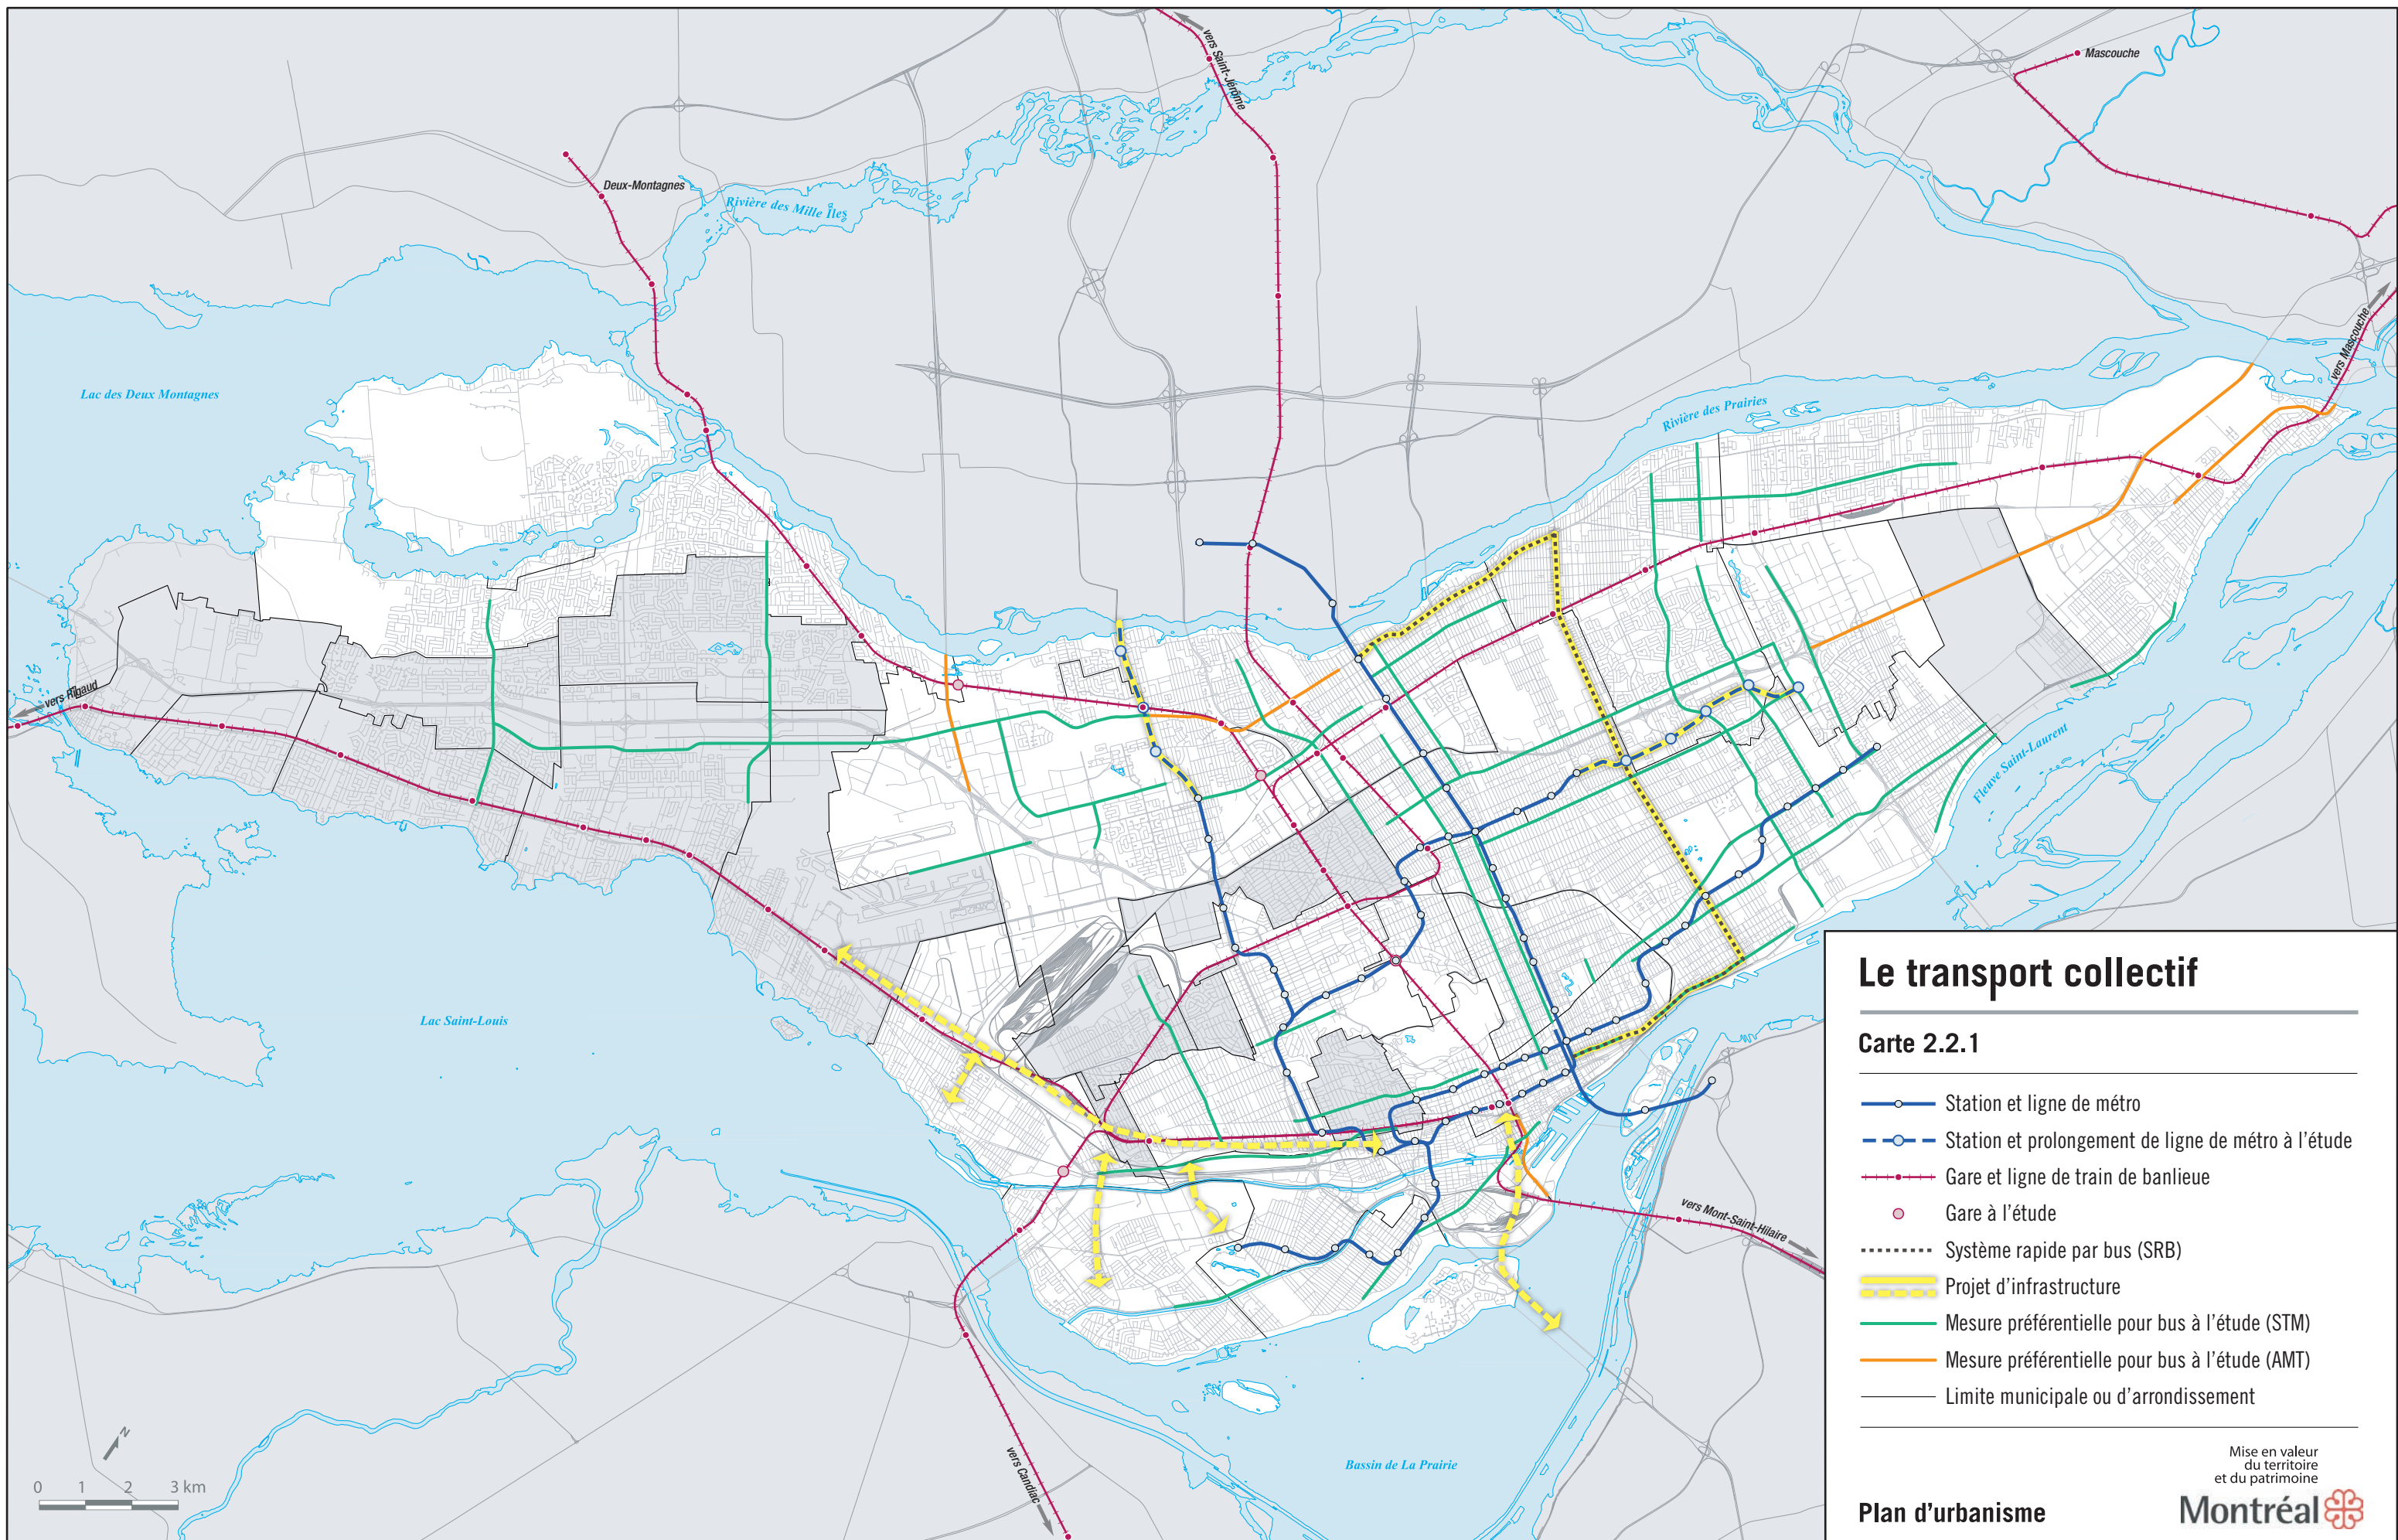 vers Saint-Jérôme
Mascouche
Deux-Montagnes
Rivière des Mille Îles
vers Mascouche
Lac des Deux Montagnes
Rivière des Prairies
vers Rigaud
Fleuve Saint-Laurent
Lac Saint-Louis
vers Mont-Saint-Hilaire
vers Candiac
Bassin de La Prairie
N
0 1 2 3 km
Le transport collectif
Carte 2.2.1
Station et ligne de métro
Station et prolongement de ligne de métro à l'étude
Gare et ligne de train de banlieue
Gare à l'étude
Système rapide par bus (SRB)
Projet d'infrastructure
Mesure préférentielle pour bus à l'étude (STM)
Mesure préférentielle pour bus à l'étude (AMT)
Limite municipale ou d'arrondissement
Mise en valeur
du territoire
et du patrimoine
Plan d'urbanisme
Montréal